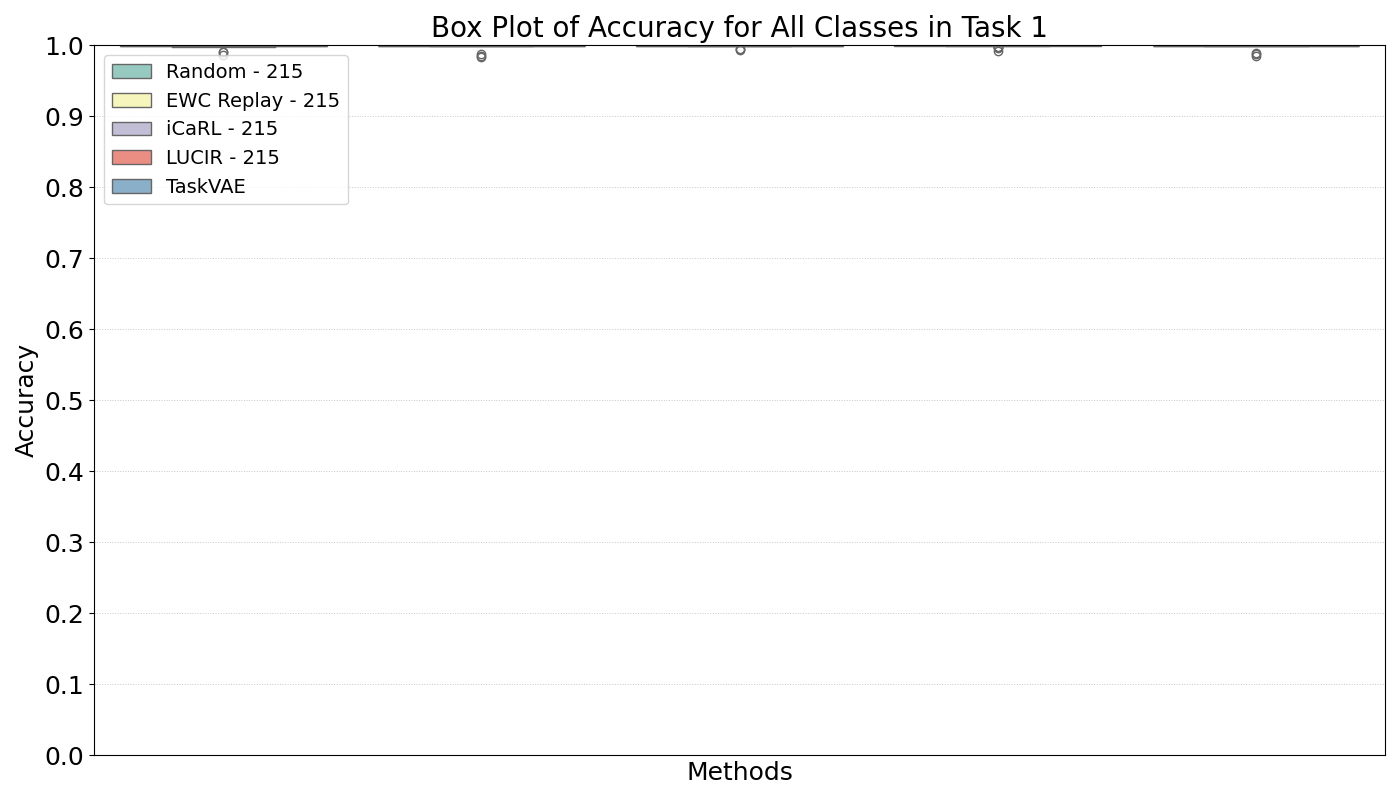 Box Plot of Accuracy for All Classes in Task 1
1.0
0.9
0.8
0.7
0.6
0.5
0.4
0.3
0.2
0.1
0.0
Accuracy
Random - 215
EWC Replay - 215
iCaRL - 215
LUCIR - 215
TaskVAE
Methods